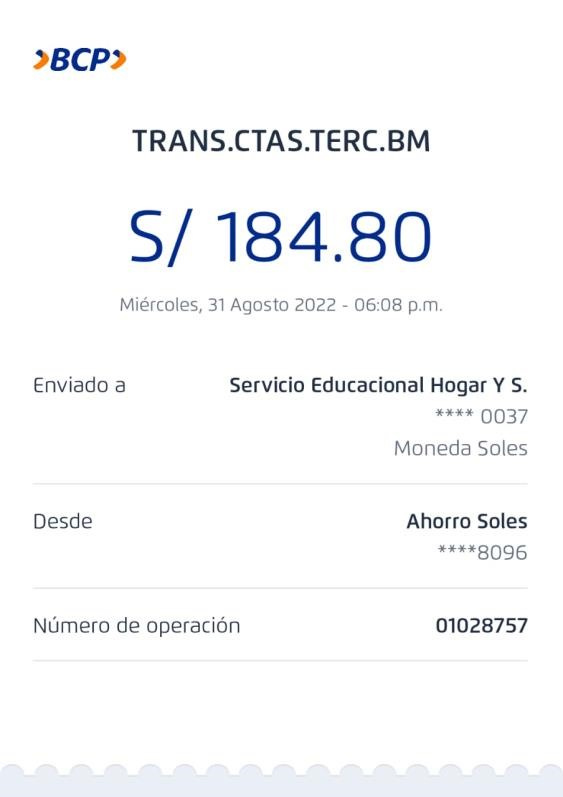 BCP
TRANS.CTAS.TERC.BM
S/ 184.80
Miércoles, 31 Agosto 2022 - 06:08 p.m.
Enviado a Servicio Educacional Hogar Y S.
**** 0037
Moneda Soles
Desde Ahorro Soles
****8096
Número de operación 01028757